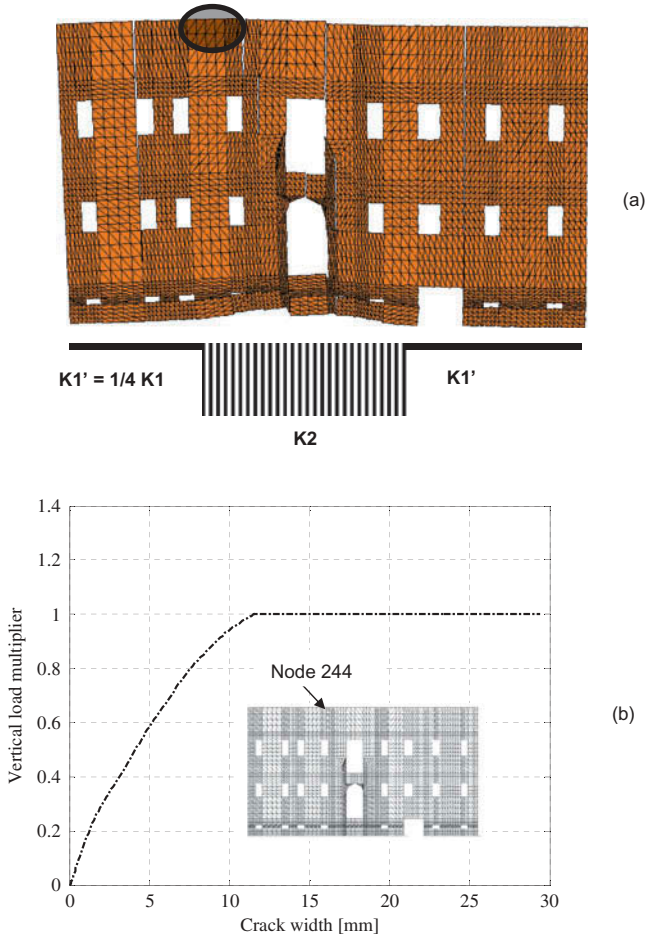 (a)
K1’ = 1/4 K1
K1’
K2
1.4
1.2
1
0.8
0.6
0.4
0.2
0
Vertical load multiplier
Node 244
(b)
0
5
10
15
20
25
30
Crack width [mm]